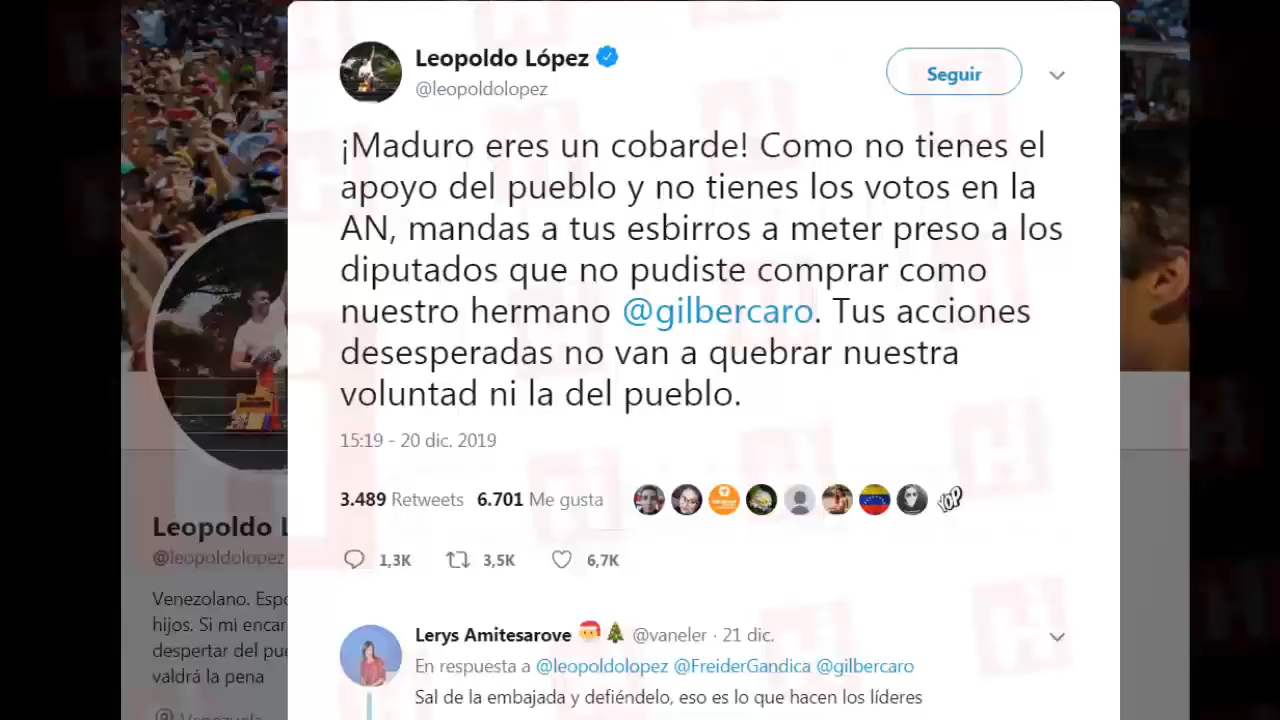 Leopoldo López
@leopoldolopez
Seguir
¡Maduro eres un cobarde! Como no tienes el
apoyo del pueblo y no tienes los votos en la
AN, mandas a tus esbirros a meter preso a los
diputados que no pudiste comprar como
nuestro hermano @gilbercaro. Tus acciones
desesperadas no van a quebrar nuestra
voluntad ni la del pueblo.
15:19 - 20 dic. 2019
3.489 Retweets 6.701 Me gusta
1,3K 3,5K 6,7K
Lerys Amitesarove @vaneler · 21 dic.
En respuesta a @leopoldolopez @FreiderGandica @gilbercaro
Sal de la embajada y defiéndelo, eso es lo que hacen los líderes
Leopoldo L
@leopoldolopez
Venezolano. Espo
hijos. Si mi encar
despertar del pue
valdrá la pena
Venezuela